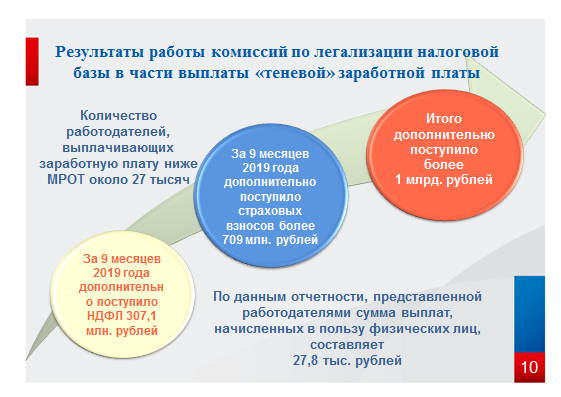 Результаты работы комиссий по легализации налоговой
базы в части выплаты «теневой» заработной платы
Количество
работодателей,
выплачивающих
заработную плату ниже
МРОТ около 27 тысяч
За 9 месяцев
2019 года
дополнительно
поступило
страховых
взносов более
709 млн. рублей
Итого
дополнительно
поступило
более
1 млрд. рублей
За 9 месяцев
2019 года
дополнительн
о поступило
НДФЛ 307,1
млн. рублей
По данным отчетности, представленной
работодателями сумма выплат,
начисленных в пользу физических лиц,
составляет
27,8 тыс. рублей
10